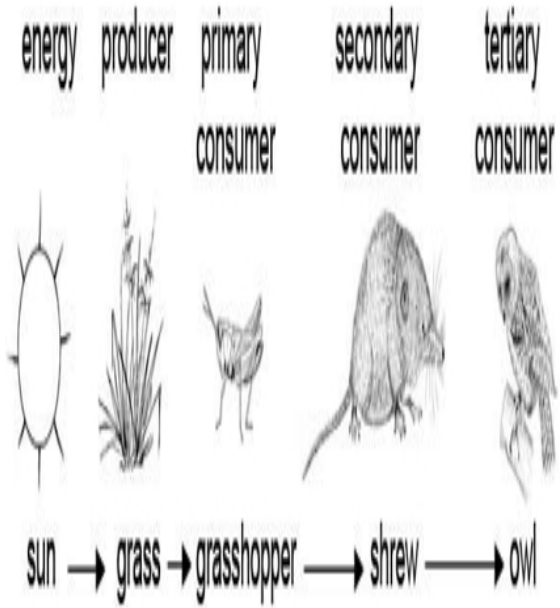 energy producer primary secondary tertiary
consumer consumer consumer
sun grass grasshopper shrew owl